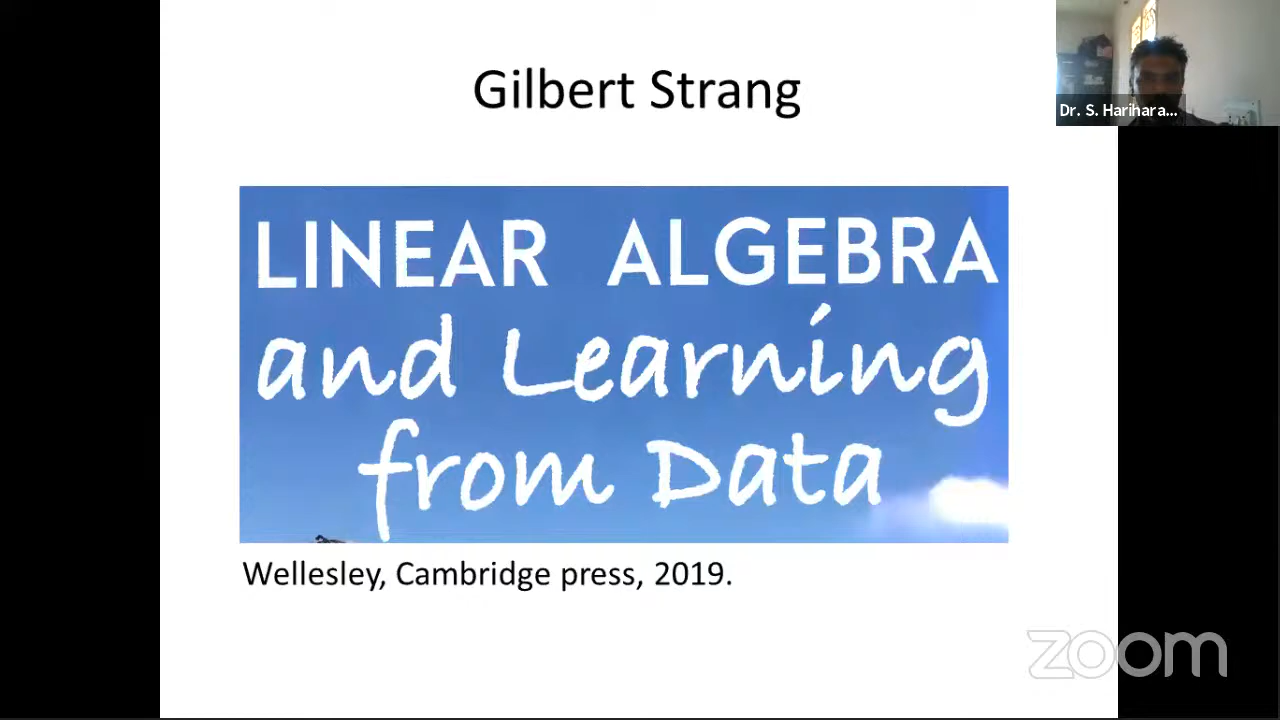 Gilbert Strang
Dr. S. Harihara...
LINEAR ALGEBRA
and Learning
from Data
Wellesley, Cambridge press, 2019.
zoom